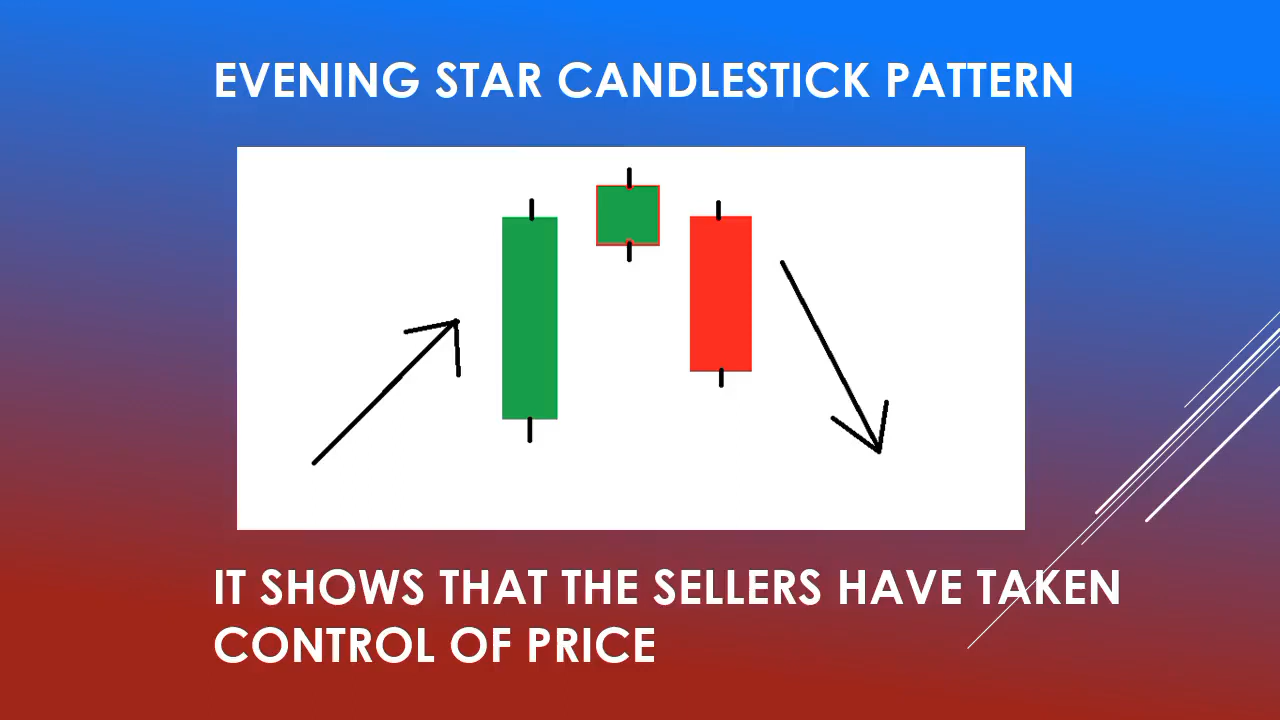 EVENING STAR CANDLESTICK PATTERN
IT SHOWS THAT THE SELLERS HAVE TAKEN
CONTROL OF PRICE